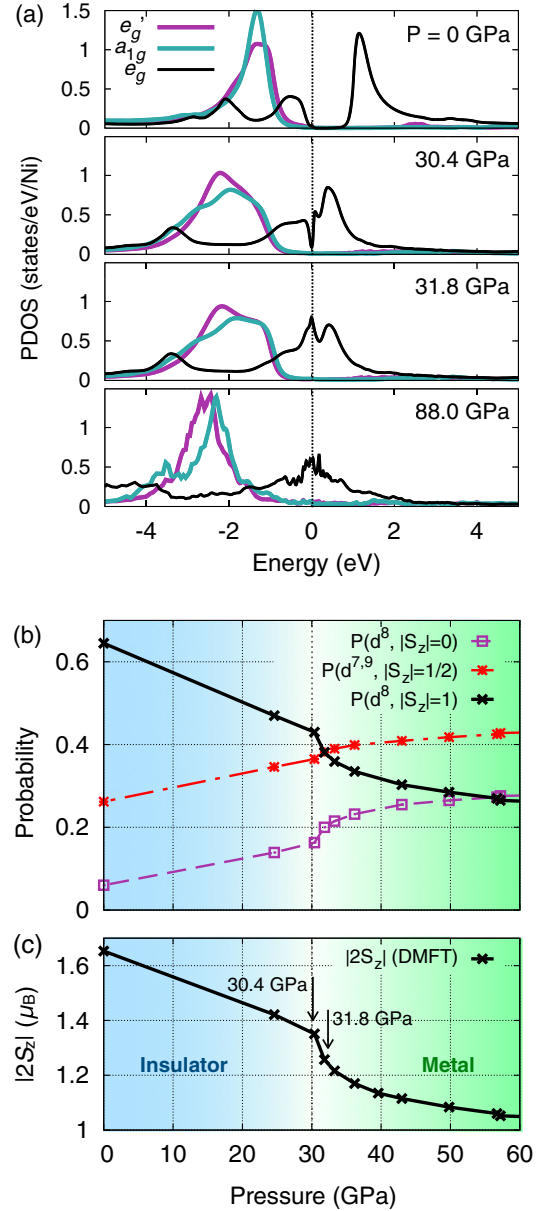 (a)
e_g'
a_1g
e_g
P = 0 GPa
1.5
1
0.5
0
30.4 GPa
1
0.5
0
31.8 GPa
1
0.5
0
88.0 GPa
1
0.5
0
PDOS (states/eV/Ni)
-4 -2 0 2 4
Energy (eV)
(b)
P(d^8, |S_z|=0)
P(d^7,9, |S_z|=1/2)
P(d^8, |S_z|=1)
0.6
0.4
0.2
0
Probability
(c)
|2S_z| (DMFT)
30.4 GPa
31.8 GPa
Insulator
Metal
1.6
1.4
1.2
1
|2S_z| (μ_B)
0 10 20 30 40 50 60
Pressure (GPa)